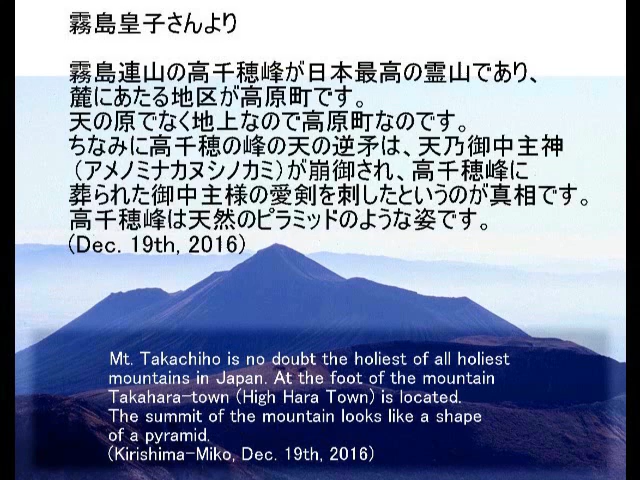 霧島皇子さんより
霧島連山の高千穂峰が日本最高の霊山であり、
麓にあたる地区が高原町です。
天の原でなく地上なので高原町なのです。
ちなみに高千穂の峰の天の逆矛は、天乃御中主神
（アメノミナカヌシノカミ）が崩御され、高千穂峰に
葬られた御中主様の愛剣を刺したというのが真相です。
高千穂峰は天然のピラミッドのような姿です。
(Dec. 19th, 2016)
Mt. Takachiho is no doubt the holiest of all holiest
mountains in Japan. At the foot of the mountain
Takahara-town (High Hara Town) is located.
The summit of the mountain looks like a shape
of a pyramid.
(Kirishima-Miko, Dec. 19th, 2016)